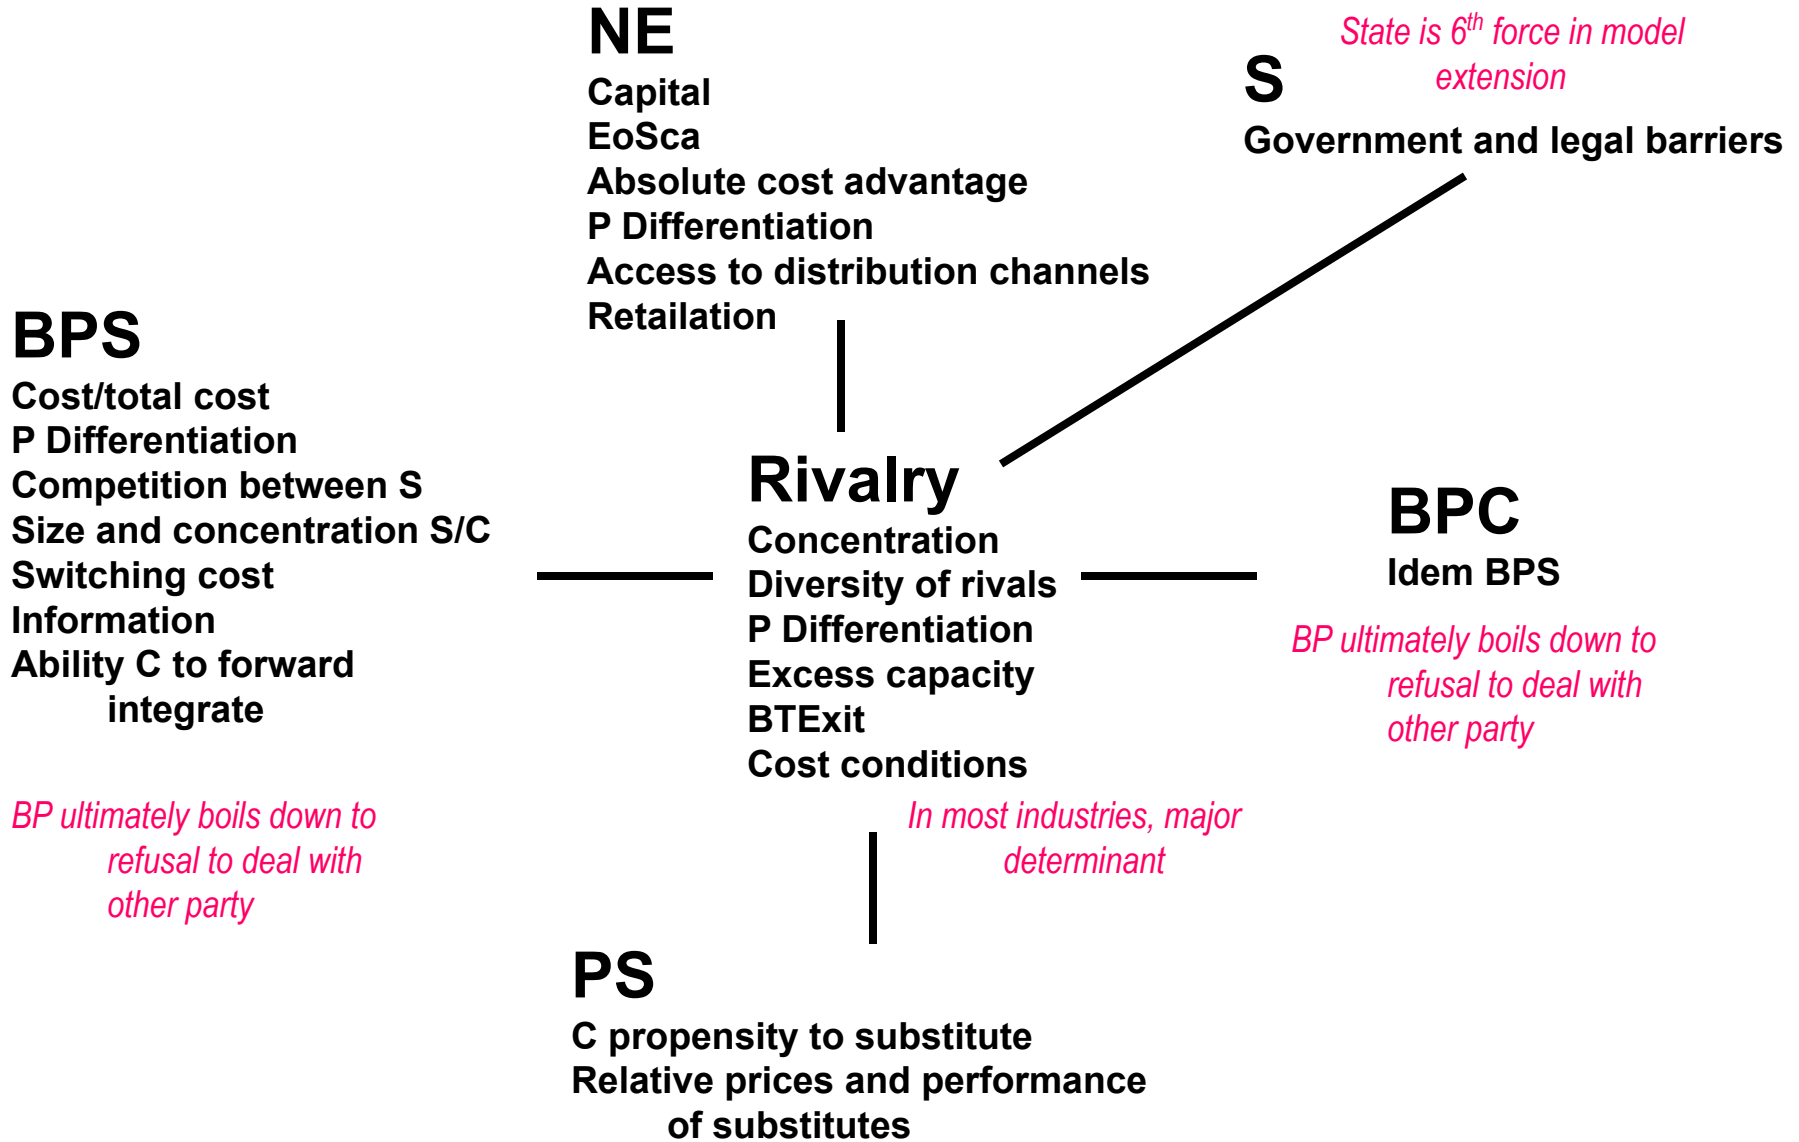 NE
Capital
EoSca
Absolute cost advantage
P Differentiation
Access to distribution channels
Retailation
State is 6th force in model
extension
S
Government and legal barriers
BPS
Cost/total cost
P Differentiation
Competition between S
Size and concentration S/C
Switching cost
Information
Ability C to forward
integrate
BP ultimately boils down to
refusal to deal with
other party
Rivalry
Concentration
Diversity of rivals
P Differentiation
Excess capacity
BTExit
Cost conditions
In most industries, major
determinant
BPC
Idem BPS
BP ultimately boils down to
refusal to deal with
other party
PS
C propensity to substitute
Relative prices and performance
of substitutes